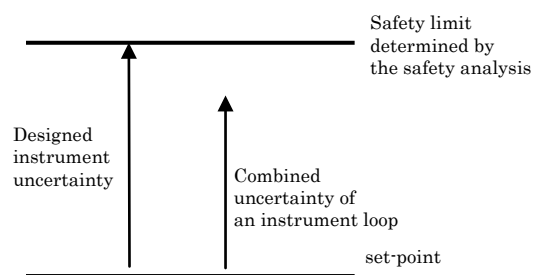 Safety limit
determined by
the safety analysis
Designed
instrument
uncertainty
Combined
uncertainty of
an instrument loop
set-point